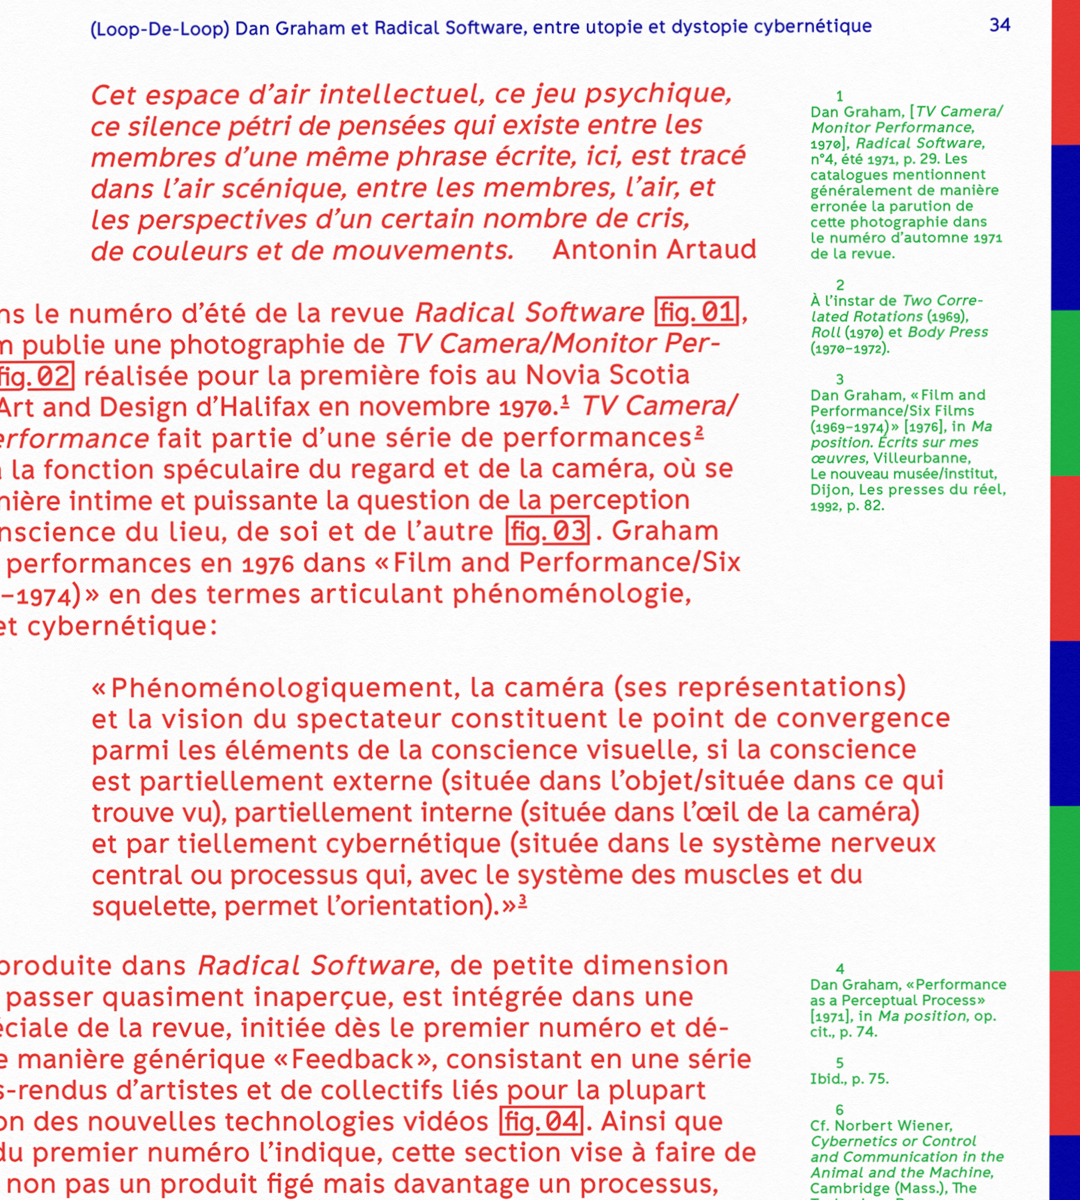 (Loop-De-Loop) Dan Graham et Radical Software, entre utopie et dystopie cybernétique 34
Cet espace d’air intellectuel, ce jeu psychique,
ce silence pétri de pensées qui existe entre les
membres d’une même phrase écrite, ici, est tracé
dans l’air scénique, entre les membres, l’air, et
les perspectives d’un certain nombre de cris,
de couleurs et de mouvements. Antonin Artaud
ns le numéro d’été de la revue Radical Software fig. 01,
publie une photographie de TV Camera/Monitor Per-
fig. 02 réalisée pour la première fois au Novia Scotia
Art and Design d’Halifax en novembre 1970.1 TV Camera/
erformance fait partie d’une série de performances2
la fonction spéculaire du regard et de la caméra, où se
nière intime et puissante la question de la perception
nscience du lieu, de soi et de l’autre fig. 03. Graham
performances en 1976 dans «Film and Performance/Six
–1974)» en des termes articulant phénoménologie,
et cybernétique:
«Phénoménologiquement, la caméra (ses représentations)
et la vision du spectateur constituent le point de convergence
parmi les éléments de la conscience visuelle, si la conscience
est partiellement externe (située dans l’objet/située dans ce qui
trouve vu), partiellement interne (située dans l’œil de la caméra)
et par tiellement cybernétique (située dans le système nerveux
central ou processus qui, avec le système des muscles et du
squelette, permet l’orientation).»3
produite dans Radical Software, de petite dimension
passer quasiment inaperçue, est intégrée dans une
éciale de la revue, initiée dès le premier numéro et dé-
e manière générique «Feedback», consistant en une série
s-rendus d’artistes et de collectifs liés pour la plupart
on des nouvelles technologies vidéos fig. 04. Ainsi que
du premier numéro l’indique, cette section vise à faire de
non pas un produit figé mais davantage un processus,
1
Dan Graham, [TV Camera/
Monitor Performance,
1970], Radical Software,
n°4, été 1971, p. 29. Les
catalogues mentionnent
généralement de manière
erronée la parution de
cette photographie dans
le numéro d’automne 1971
de la revue.
2
À l’instar de Two Corre-
lated Rotations (1969),
Roll (1970) et Body Press
(1970–1972).
3
Dan Graham, «Film and
Performance/Six Films
(1969–1974)» [1976], in Ma
position. Écrits sur mes
œuvres, Villeurbanne,
Le nouveau musée/institut,
Dijon, Les presses du réel,
1992, p. 82.
4
Dan Graham, «Performance
as a Perceptual Process»
[1971], in Ma position, op.
cit., p. 74.
5
Ibid., p. 75.
6
Cf. Norbert Wiener,
Cybernetics or Control
and Communication in the
Animal and the Machine,
Cambridge (Mass.), The